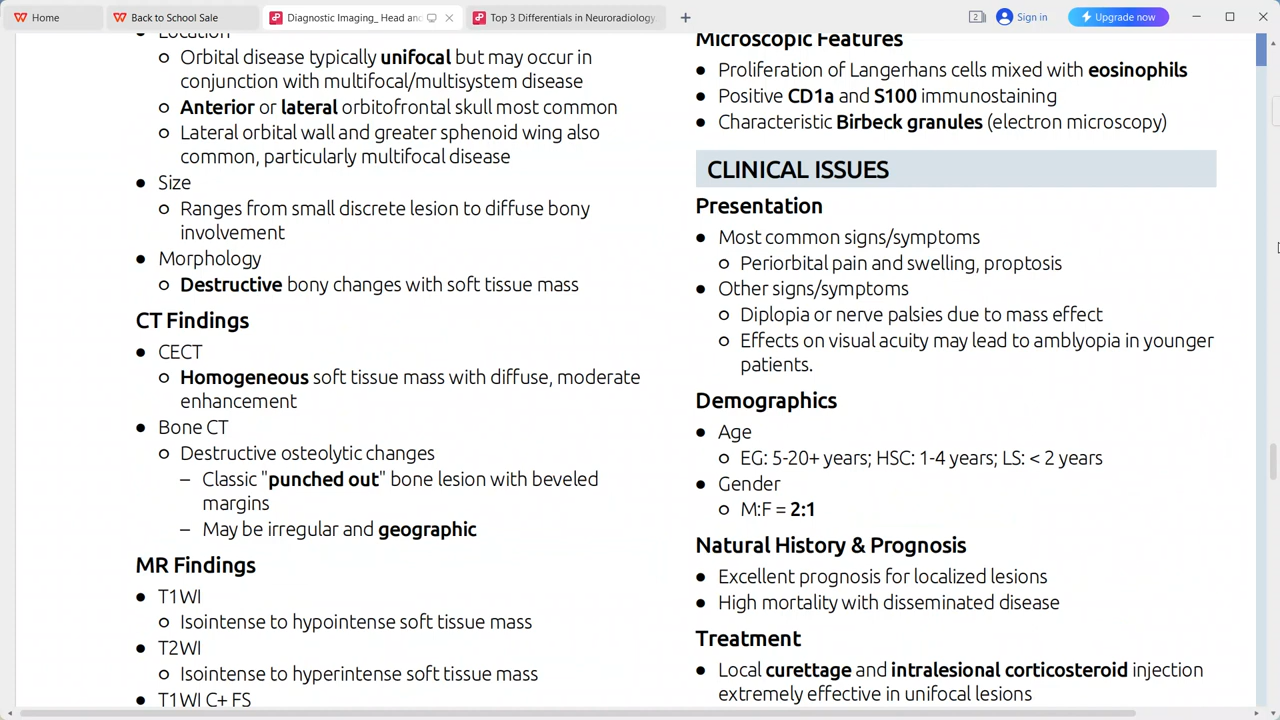 Home
Back to School Sale
Diagnostic Imaging_ Head and
Top 3 Differentials in Neuroradiology.
2
Sign in
Upgrade now
Location
Orbital disease typically unifocal but may occur in
conjunction with multifocal/multisystem disease
Anterior or lateral orbitofrontal skull most common
Lateral orbital wall and greater sphenoid wing also
common, particularly multifocal disease
Size
Ranges from small discrete lesion to diffuse bony
involvement
Morphology
Destructive bony changes with soft tissue mass
CT Findings
CECT
Homogeneous soft tissue mass with diffuse, moderate
enhancement
Bone CT
Destructive osteolytic changes
– Classic "punched out" bone lesion with beveled
margins
– May be irregular and geographic
MR Findings
T1WI
Isointense to hypointense soft tissue mass
T2WI
Isointense to hyperintense soft tissue mass
T1WI C+ FS
Microscopic Features
Proliferation of Langerhans cells mixed with eosinophils
Positive CD1a and S100 immunostaining
Characteristic Birbeck granules (electron microscopy)
CLINICAL ISSUES
Presentation
Most common signs/symptoms
Periorbital pain and swelling, proptosis
Other signs/symptoms
Diplopia or nerve palsies due to mass effect
Effects on visual acuity may lead to amblyopia in younger
patients.
Demographics
Age
EG: 5-20+ years; HSC: 1-4 years; LS: < 2 years
Gender
M:F = 2:1
Natural History & Prognosis
Excellent prognosis for localized lesions
High mortality with disseminated disease
Treatment
Local curettage and intralesional corticosteroid injection
extremely effective in unifocal lesions